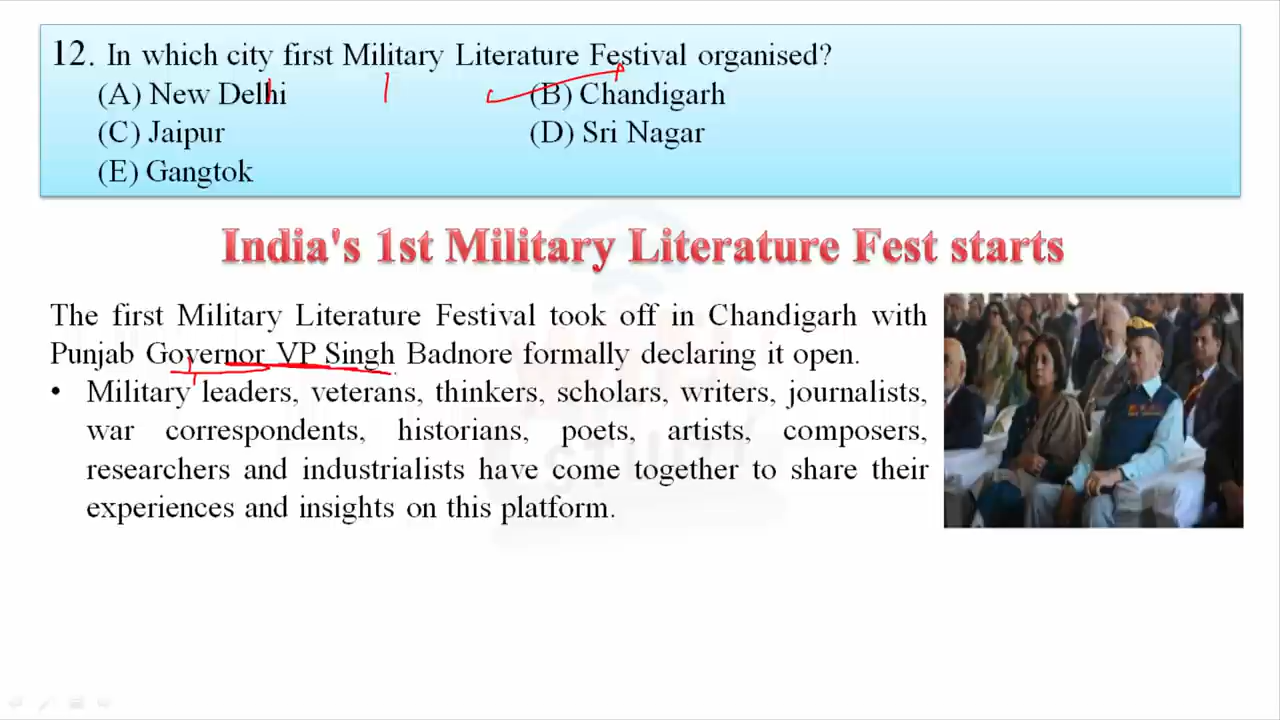 12. In which city first Military Literature Festival organised?
(A) New Delhi (B) Chandigarh
(C) Jaipur (D) Sri Nagar
(E) Gangtok
India's 1st Military Literature Fest starts
The first Military Literature Festival took off in Chandigarh with
Punjab Governor VP Singh Badnore formally declaring it open.
• Military leaders, veterans, thinkers, scholars, writers, journalists,
war correspondents, historians, poets, artists, composers,
researchers and industrialists have come together to share their
experiences and insights on this platform.